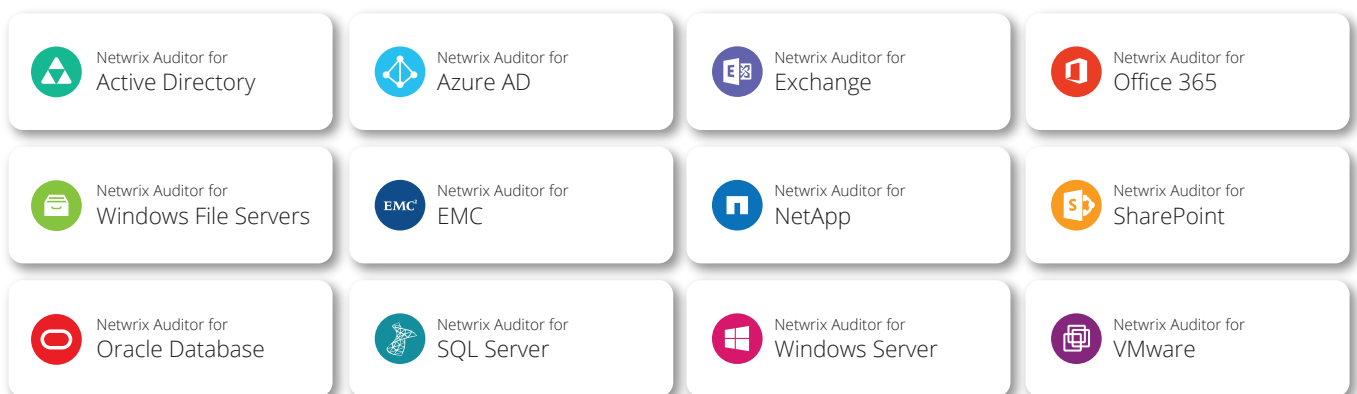 Netwrix Auditor for
Active Directory
Netwrix Auditor for
Azure AD
Netwrix Auditor for
Exchange
Netwrix Auditor for
Office 365
Netwrix Auditor for
Windows File Servers
EMC²
Netwrix Auditor for
EMC
Netwrix Auditor for
NetApp
S
Netwrix Auditor for
SharePoint
Netwrix Auditor for
Oracle Database
Netwrix Auditor for
SQL Server
Netwrix Auditor for
Windows Server
Netwrix Auditor for
VMware